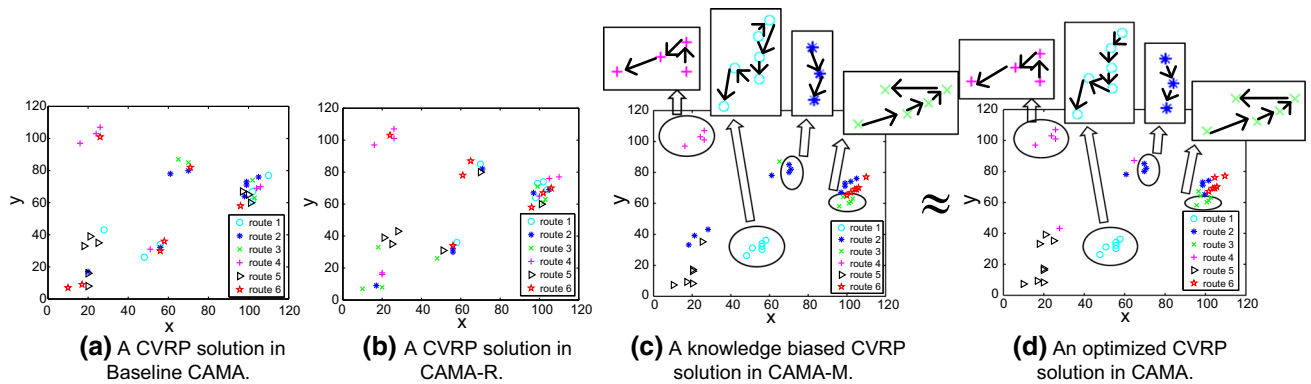 120
100
80
60
40
20
0
y
0 20 40 60 80 100 120
x
route 1
route 2
route 3
route 4
route 5
route 6
(a) A CVRP solution in
Baseline CAMA.
120
100
80
60
40
20
0
y
0 20 40 60 80 100 120
x
route 1
route 2
route 3
route 4
route 5
route 6
(b) A CVRP solution in
CAMA-R.
120
100
80
60
40
20
0
y
0 20 40 60 80 100 120
x
route 1
route 2
route 3
route 4
route 5
route 6
(c) A knowledge biased CVRP
solution in CAMA-M.
≈
120
100
80
60
40
20
0
y
0 20 40 60 80 100 120
x
route 1
route 2
route 3
route 4
route 5
route 6
(d) An optimized CVRP
solution in CAMA.